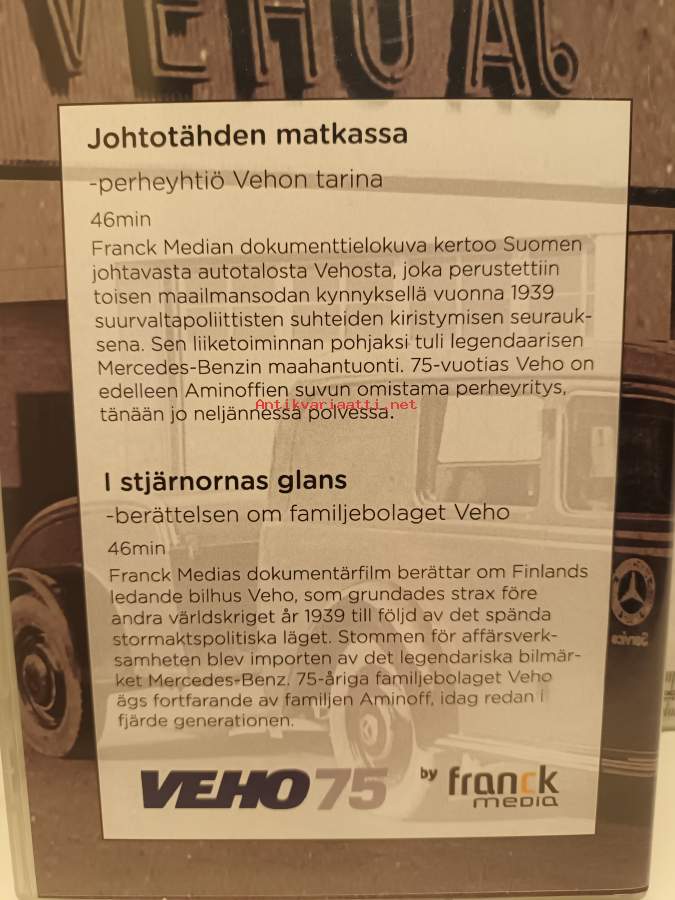 VEHO Ab
Johtotähden matkassa
-perheyhtiö Vehon tarina
46min
Franck Median dokumenttielokuva kertoo Suomen
johtavasta autotalosta Vehosta, joka perustettiin
toisen maailmansodan kynnyksellä vuonna 1939
suurvaltapoliittisten suhteiden kiristymisen seurauk-
sena. Sen liiketoiminnan pohjaksi tuli legendaarisen
Mercedes-Benzin maahantuonti. 75-vuotias Veho on
edelleen Aminoffien suvun omistama perheyritys,
tänään jo neljännessä polvessa.
Antikvariaatti.net
I stjärnornas glans
-berättelsen om familjebolaget Veho
46min
Franck Medias dokumentärfilm berättar om Finlands
ledande bilhus Veho, som grundades strax före
andra världskriget år 1939 till följd av det spända
stormaktspolitiska läget. Stommen för affärsverk-
samheten blev importen av det legendariska bilmär-
ket Mercedes-Benz. 75-åriga familjebolaget Veho
ägs fortfarande av familjen Aminoff, idag redan i
fjärde generationen.
Service
VEHO 75 by franck
media